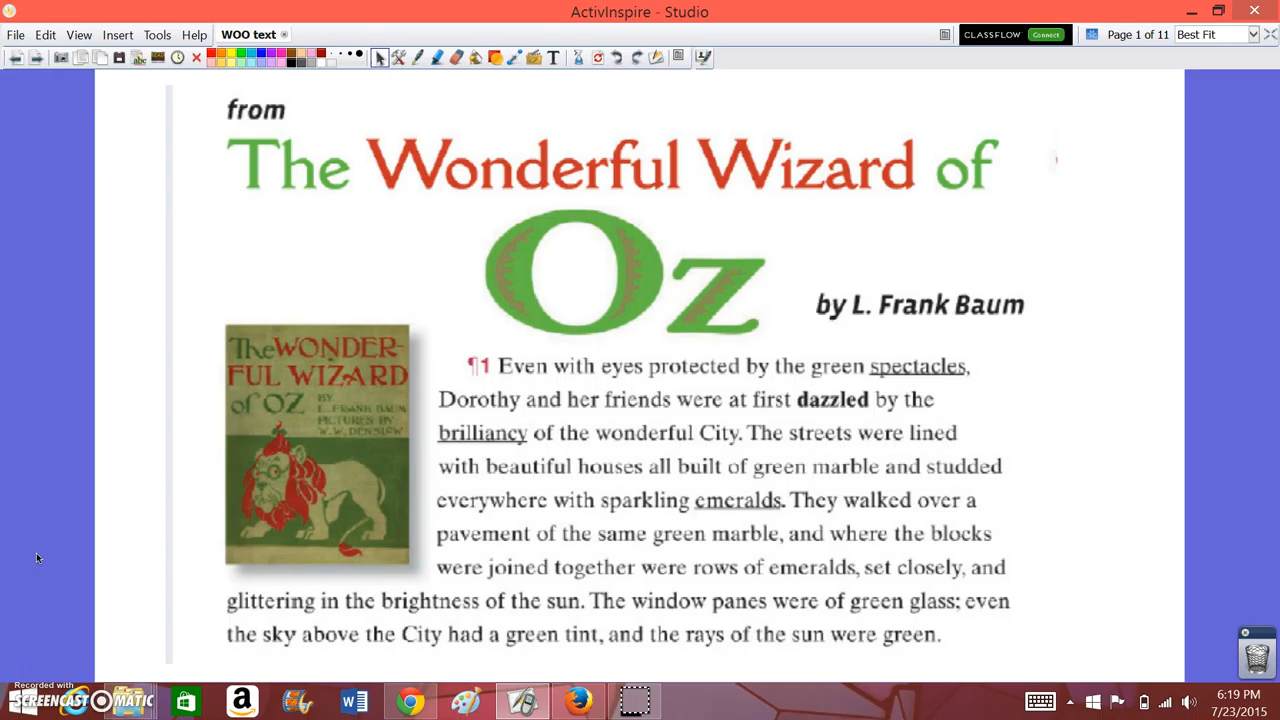 ActivInspire - Studio
File Edit View Insert Tools Help WOO text CLASSFLOW Connect Page 1 of 11 Best Fit
from
The Wonderful Wizard of
Oz
by L. Frank Baum
The WONDER-
FUL WIZARD
of OZ BY
L. FRANK BAUM
PICTURES BY
W. W. DENSLOW
¶1 Even with eyes protected by the green spectacles,
Dorothy and her friends were at first dazzled by the
brilliancy of the wonderful City. The streets were lined
with beautiful houses all built of green marble and studded
everywhere with sparkling emeralds. They walked over a
pavement of the same green marble, and where the blocks
were joined together were rows of emeralds, set closely, and
glittering in the brightness of the sun. The window panes were of green glass; even
the sky above the City had a green tint, and the rays of the sun were green.
Recorded with
SCREENCAST-O-MATIC
6:19 PM
7/23/2015